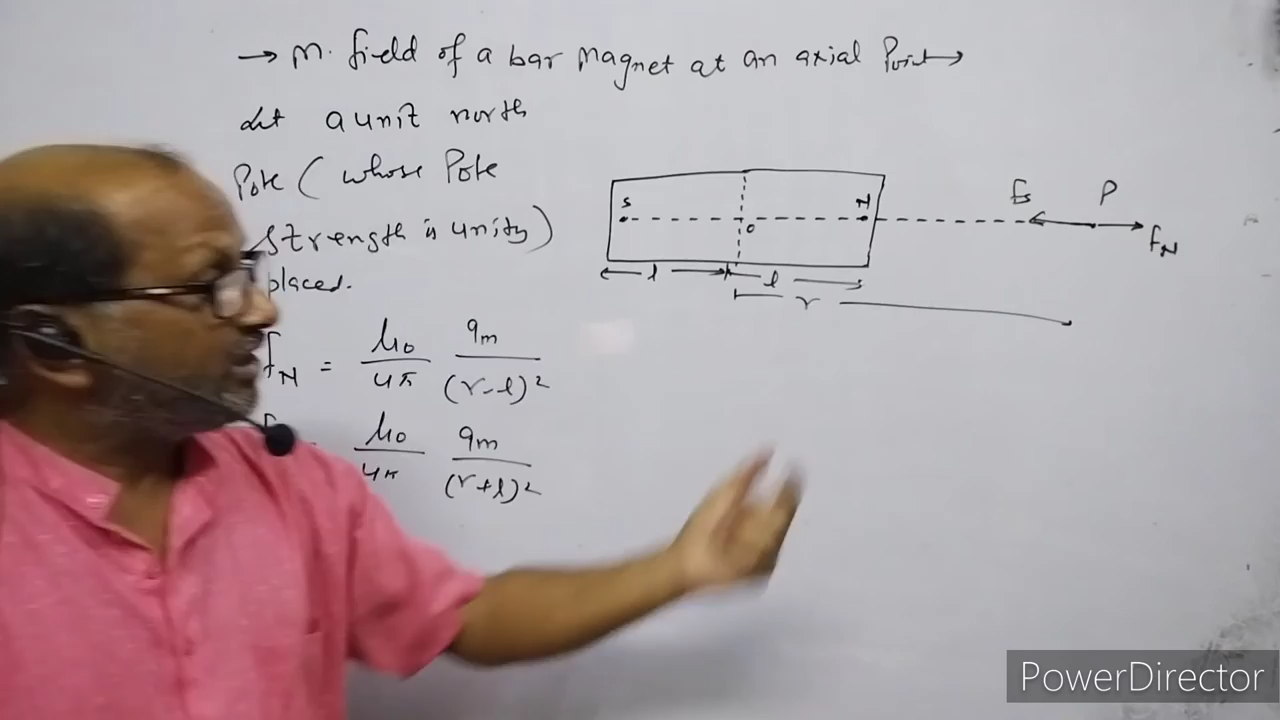 → M. field of a bar magnet at an axial Point →
Let a unit north
Pole ( whose Pole
strength is unity )
placed.
S N
O
l l
r
Fs P
FN
FN = μ0/4π qm/(r-l)²
= μ0/4π qm/(r+l)²
PowerDirector